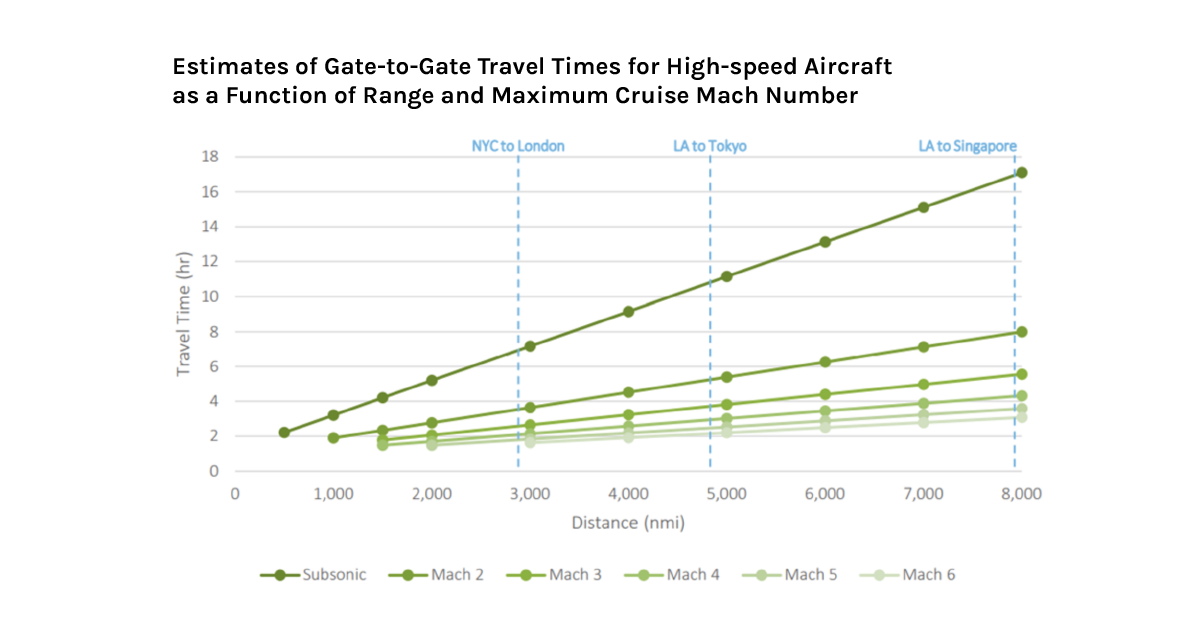 Estimates of Gate-to-Gate Travel Times for High-speed Aircraft
as a Function of Range and Maximum Cruise Mach Number
NYC to London LA to Tokyo LA to Singapore
18
16
14
12
10
8
6
4
2
0
Travel Time (hr)
0 1,000 2,000 3,000 4,000 5,000 6,000 7,000 8,000
Distance (nmi)
Subsonic Mach 2 Mach 3 Mach 4 Mach 5 Mach 6